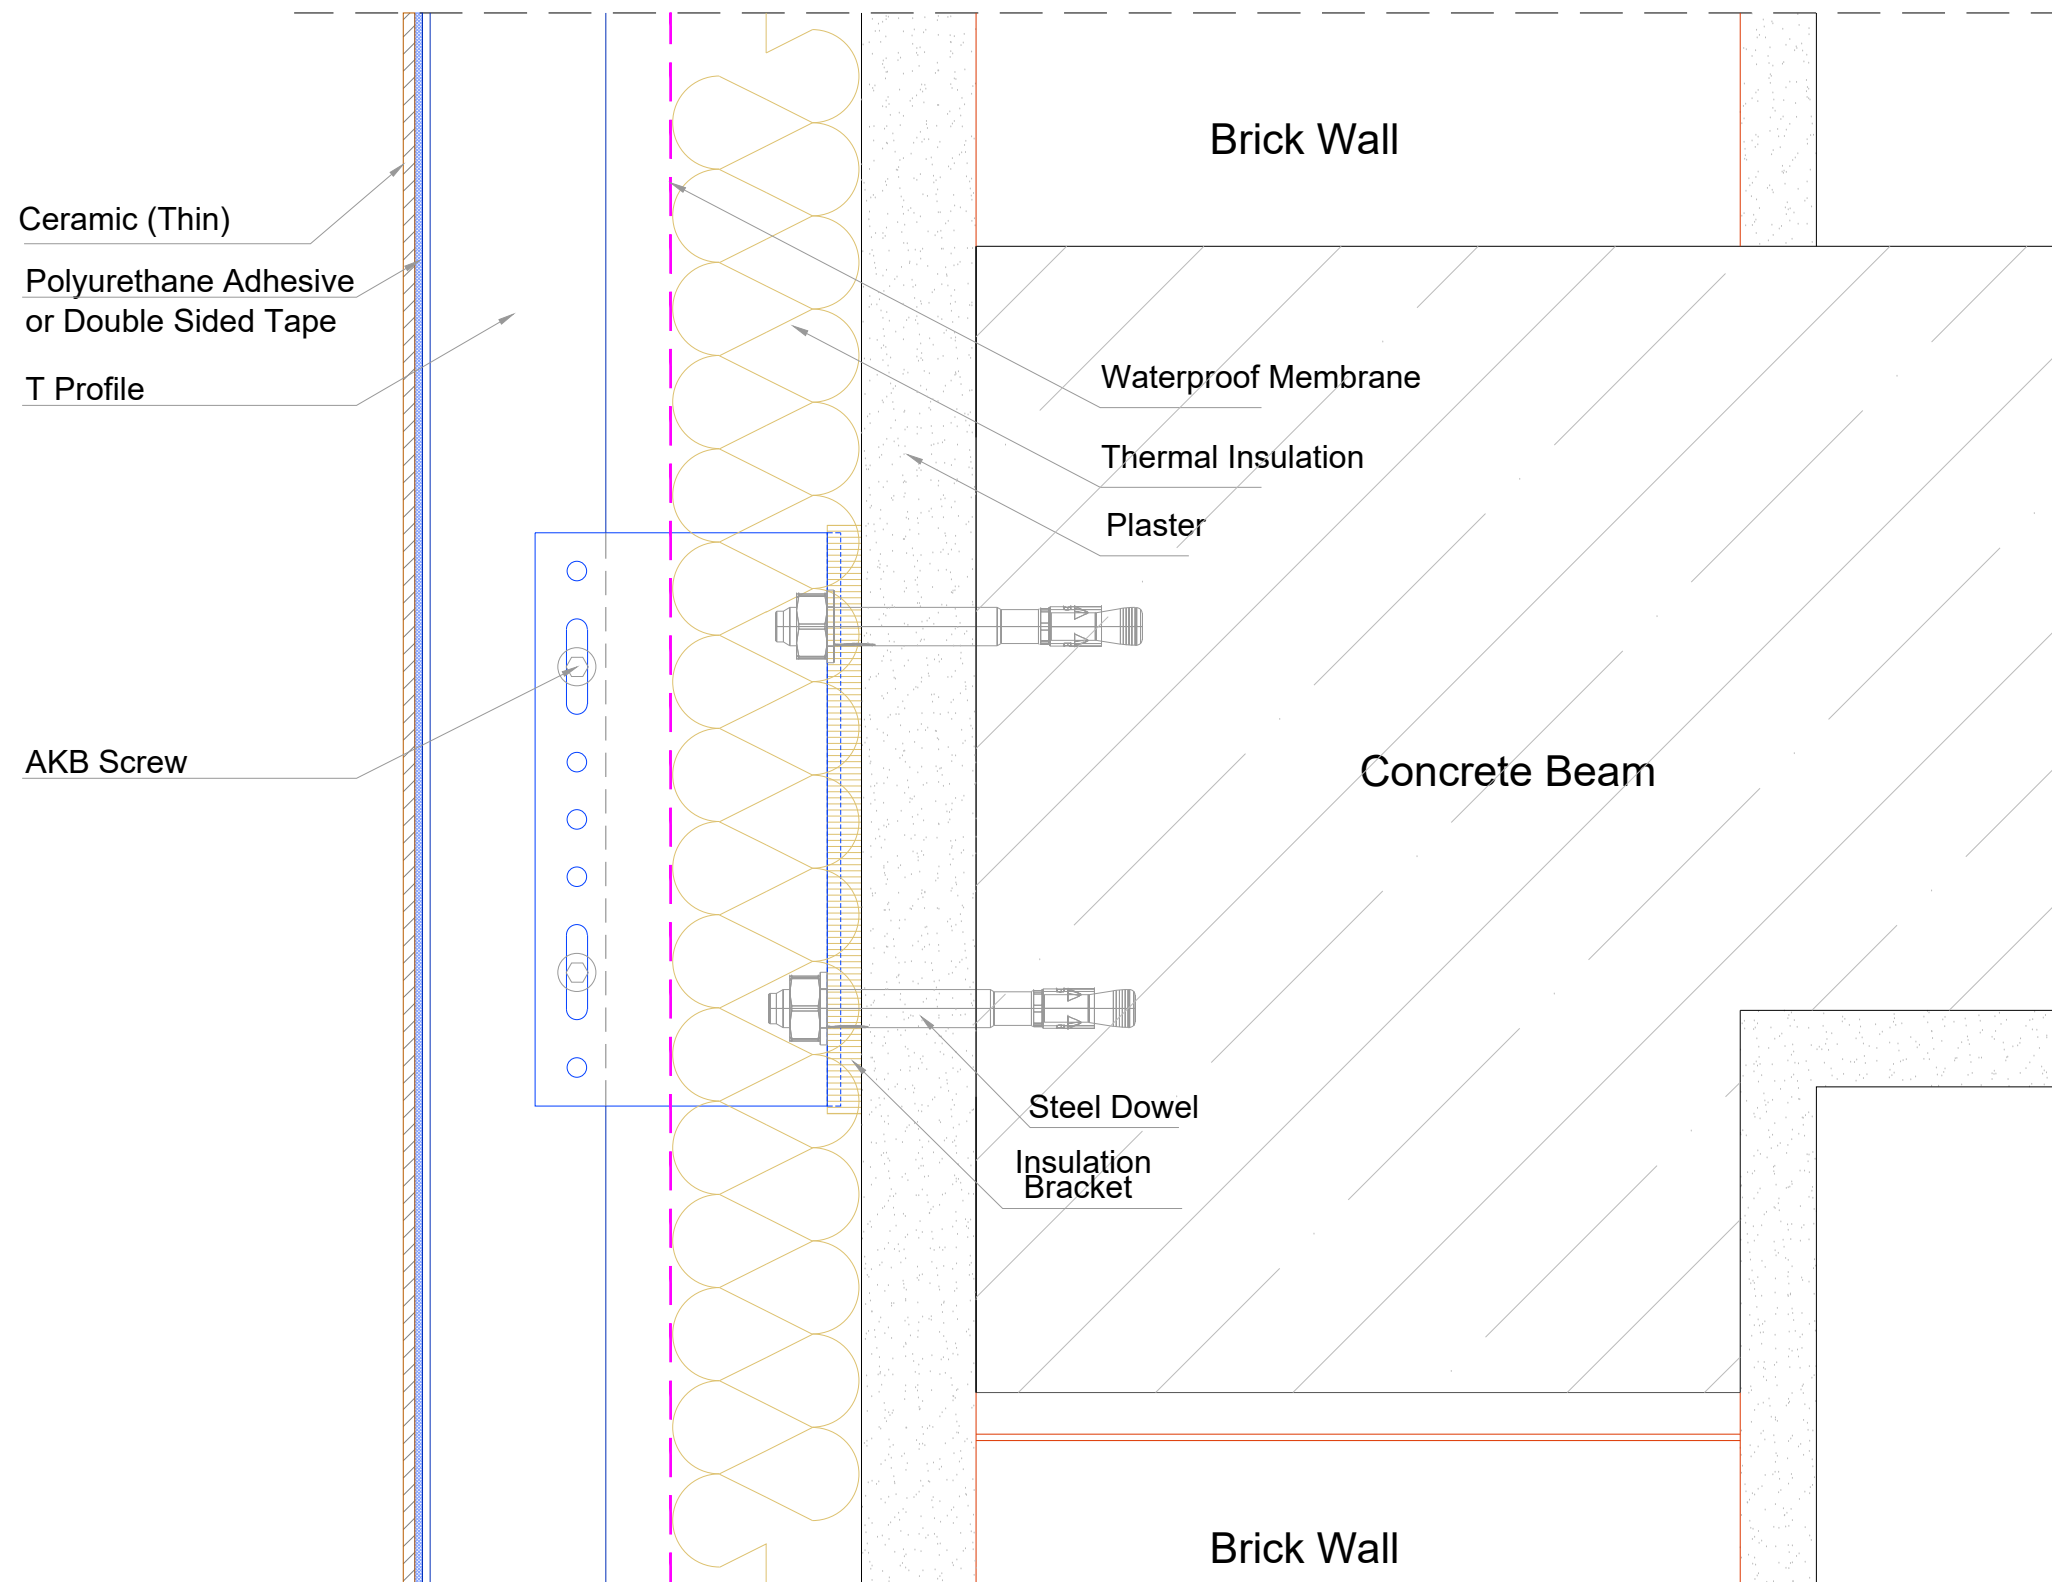 Brick Wall
Ceramic (Thin)
Polyurethane Adhesive
or Double Sided Tape
T Profile
Waterproof Membrane
Thermal Insulation
Plaster
AKB Screw
Concrete Beam
Steel Dowel
Insulation
Bracket
Brick Wall